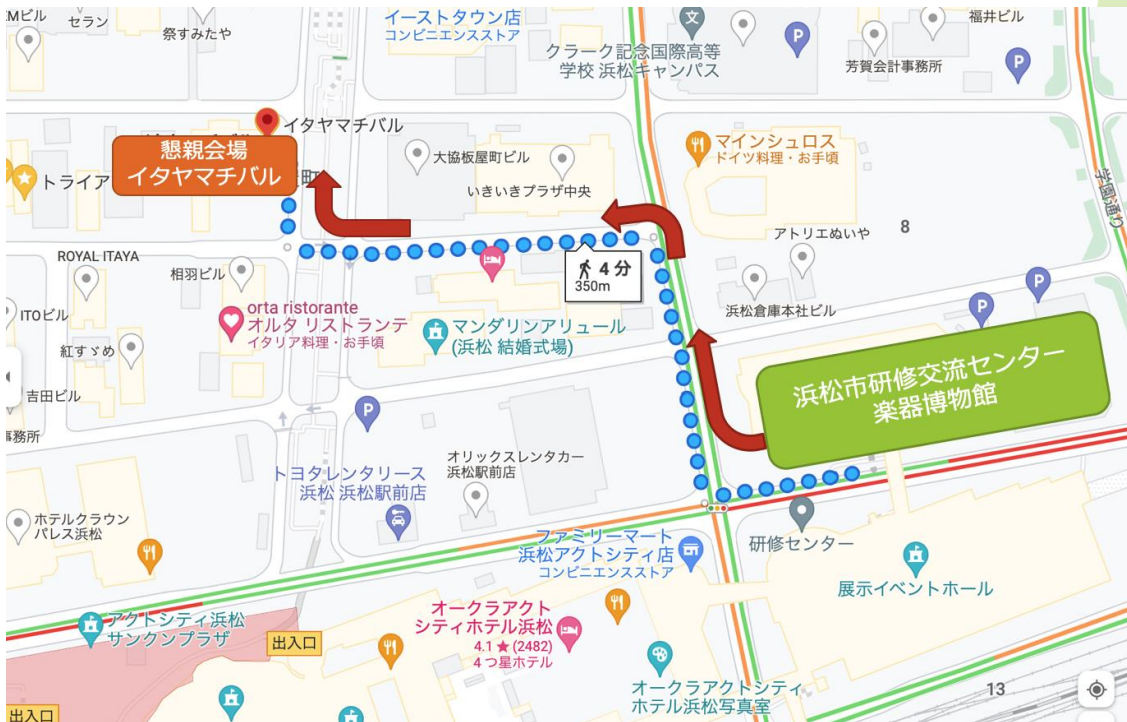 Mビル
セラン
祭すみたや
イーストタウン店
コンビニエンスストア
クラーク記念国際高等
学校 浜松キャンパス
福井ビル
芳賀会計事務所
イタヤマチバル
懇親会場
イタヤマチバル
トライア
町
大協板屋町ビル
いきいきプラザ中央
マインシュロス
ドイツ料理・お手頃
学園通り
8
アトリエぬいや
ROYAL ITAYA
相羽ビル
4 分
350m
浜松倉庫本社ビル
ITOビル
orta ristorante
オルタ リストランテ
イタリア料理・お手頃
マンダリンアリュール
(浜松 結婚式場)
紅すゞめ
浜松市研修交流センター
楽器博物館
吉田ビル
事務所
オリックスレンタカー
浜松駅前店
トヨタレンタリース
浜松 浜松駅前店
ホテルクラウン
パレス浜松
ファミリーマート
浜松アクトシティ店
コンビニエンスストア
研修センター
展示イベントホール
アクトシティ浜松
サンクンプラザ
出入口
オークラアクト
シティホテル浜松
4.1 ★ (2482)
4 つ星ホテル
オークラアクトシティ
ホテル浜松写真室
13
出入口